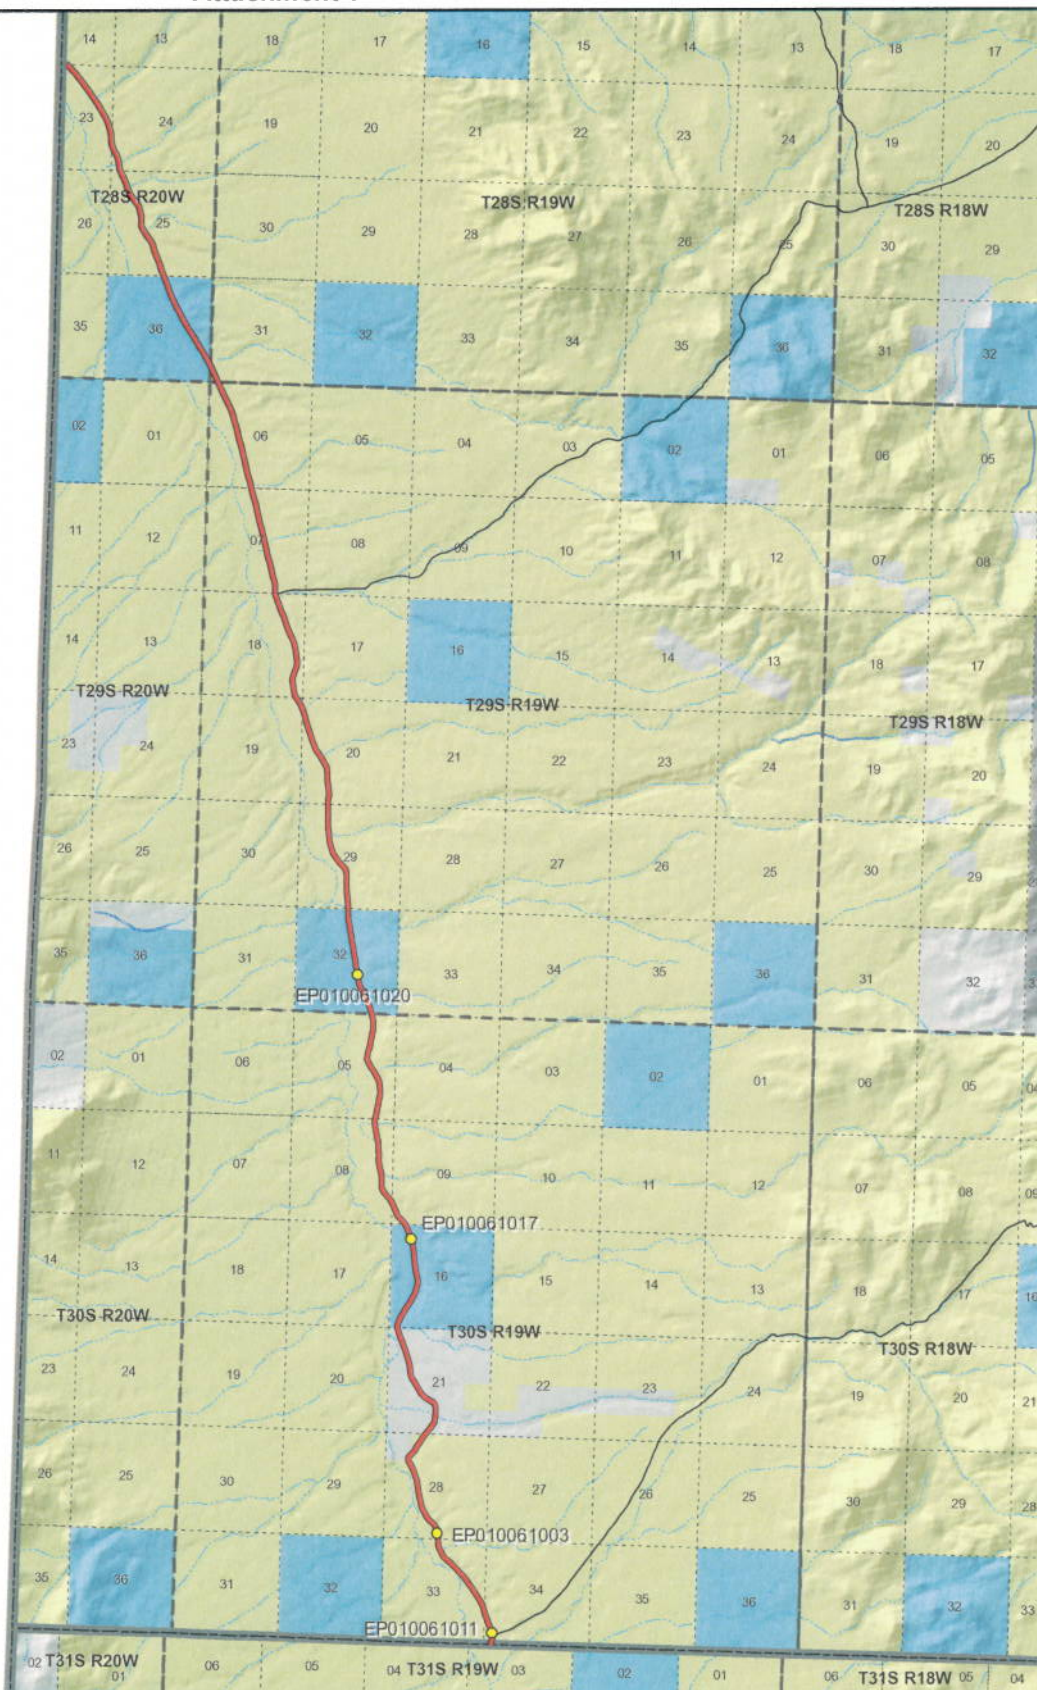 14 13 18 17 16 15 14 13 18 17
23 24 19 20 21 22 23 24 19 20
T28S R20W T28S R19W T28S R18W
26 25 30 29 28 27 26 25 30 29
35 36 31 32 33 34 35 36 31 32
02 01 06 05 04 03 02 01 06 05
11 12 07 08 09 10 11 12 07 08
14 13 18 17 16 15 14 13 18 17
T29S R20W T29S R19W T29S R18W
23 24 19 20 21 22 23 24 19 20
26 25 30 29 28 27 26 25 30 29
35 36 31 32 33 34 35 36 31 32
EP010061020
02 01 06 05 04 03 02 01 06 05 04
11 12 07 08 09 10 11 12 07 08 09
EP010061017
14 13 18 17 16 15 14 13 18 17 16
T30S R20W T30S R19W T30S R18W
23 24 19 20 21 22 23 24 19 20 21
26 25 30 29 28 27 26 25 30 29 28
EP010061003
35 36 31 32 33 34 35 36 31 32 33
EP010061011
02 T31S R20W 01 06 05 04 T31S R19W 03 02 01 06 T31S R18W 05 04